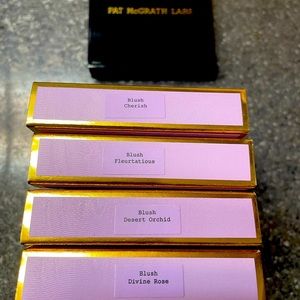 PAT McGRATH LABS
Blush
Cherish
Blush
Fleurtatious
Blush
Desert Orchid
Blush
Divine Rose